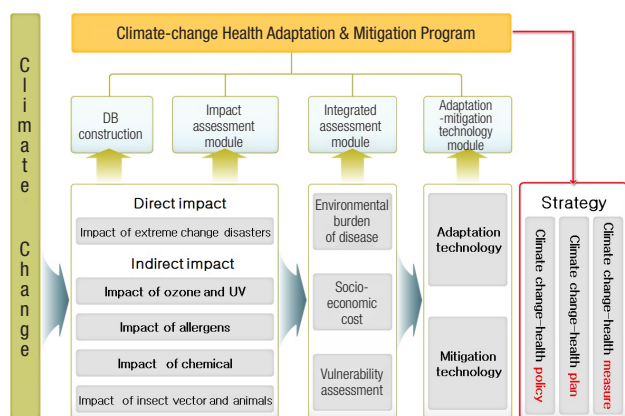 Climate Change
Climate-change Health Adaptation & Mitigation Program
DB
construction
Impact
assessment
module
Integrated
assessment
module
Adaptation
-mitigation
technology
module
Direct impact
Impact of extreme change disasters
Indirect impact
Impact of ozone and UV
Impact of allergens
Impact of chemical
Impact of insect vector and animals
Environmental
burden
of disease
Socio-
economic
cost
Vulnerability
assessment
Adaptation
technology
Mitigation
technology
Strategy
Climate change-health policy
Climate change-health plan
Climate change-health measure